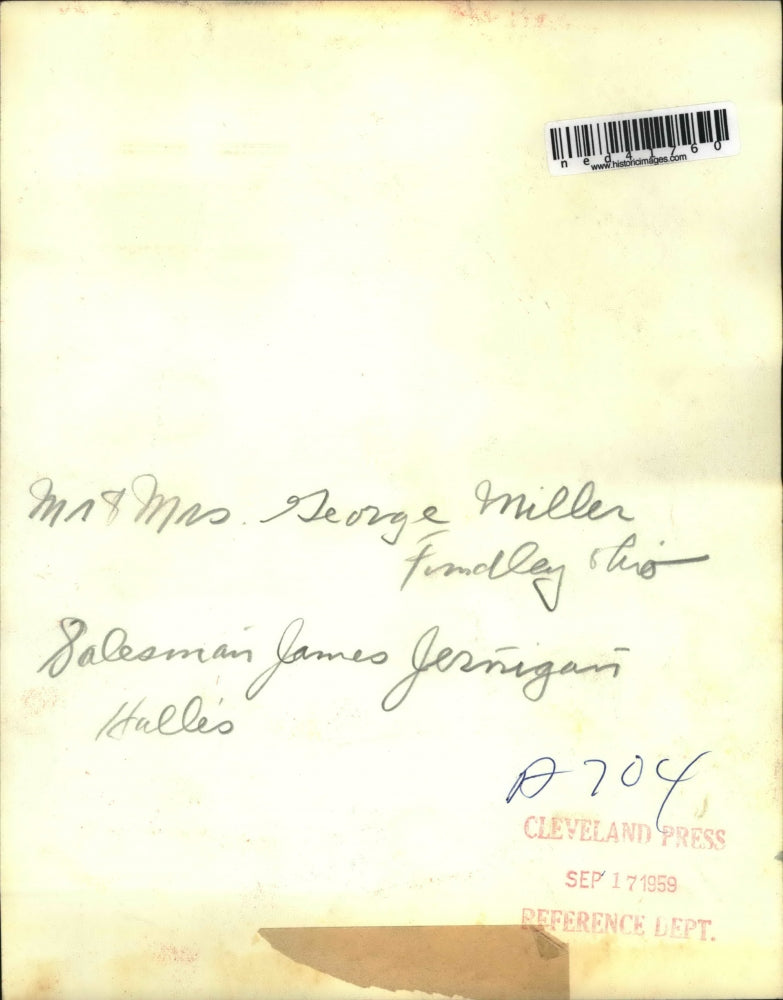 ned41760
www.historicimages.com
Mr & Mrs. George Miller
Findley Ohio
Salesman James Jernigan
Halle's
A 704
CLEVELAND PRESS
SEP 17 1959
REFERENCE DEPT.